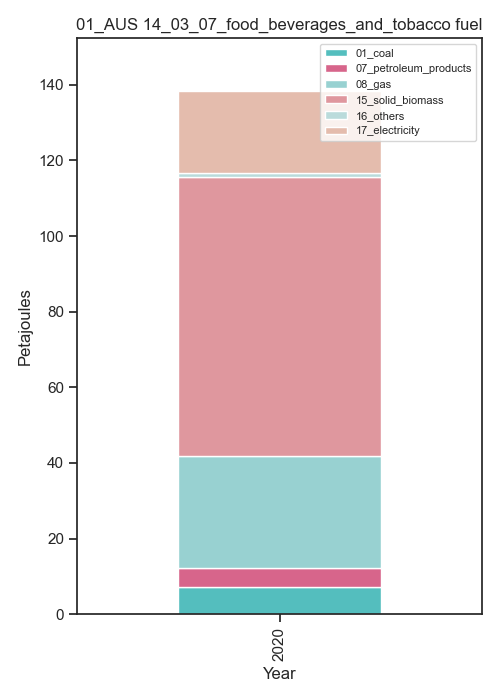 01_AUS 14_03_07_food_beverages_and_tobacco fuel
01_coal
07_petroleum_products
08_gas
15_solid_biomass
16_others
17_electricity
140
120
100
80
60
40
20
0
Petajoules
2020
Year